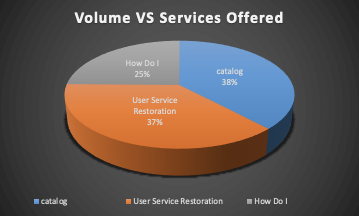 Volume VS Services Offered
How Do I
25%
catalog
38%
User Service
Restoration
37%
catalog
User Service Restoration
How Do I